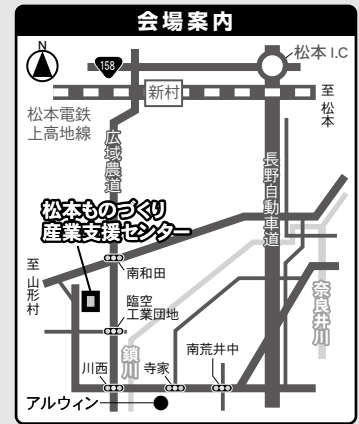 会場案内
N
158
松本 I.C
新村
至松本
松本電鉄
上高地線
広域農道
長野自動車道
松本ものづくり
産業支援センター
至山形村
南和田
臨空
工業団地
奈良井川
鎖川
川西
寺家
南荒井中
アルウィン